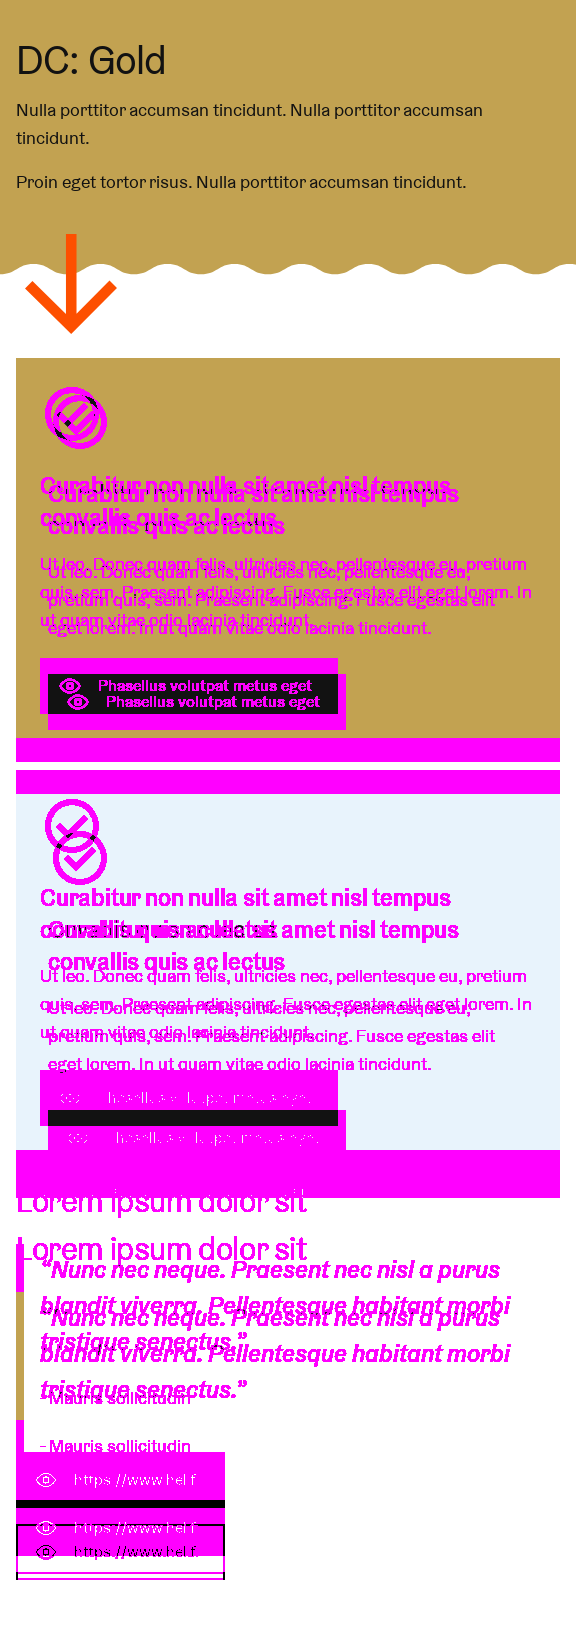 DC: Gold
Nulla porttitor accumsan tincidunt. Nulla porttitor accumsan
tincidunt.
Proin eget tortor risus. Nulla porttitor accumsan tincidunt.
Curabitur non nulla sit amet nisl tempus
Curabitur non nulla sit amet nisl tempus
convallis quis ac lectus
convallis quis ac lectus
Ut leo. Donec quam felis, ultricies nec, pellentesque eu, pretium
Ut leo. Donec quam felis, ultricies nec, pellentesque eu,
quis, sem. Praesent adipiscing. Fusce egestas elit eget lorem. In
pretium quis, sem. Praesent adipiscing. Fusce egestas elit
ut quam vitae odio lacinia tincidunt.
eget lorem. In ut quam vitae odio lacinia tincidunt.
Phasellus volutpat metus eget
Phasellus volutpat metus eget
Curabitur non nulla sit amet nisl tempus
convallis quis ac lectus
Curabitur non nulla sit amet nisl tempus
convallis quis ac lectus
Ut leo. Donec quam felis, ultricies nec, pellentesque eu, pretium
quis, sem. Praesent adipiscing. Fusce egestas elit eget lorem. In
Ut leo. Donec quam felis, ultricies nec, pellentesque eu,
ut quam vitae odio lacinia tincidunt.
pretium quis, sem. Praesent adipiscing. Fusce egestas elit
eget lorem. In ut quam vitae odio lacinia tincidunt.
Lorem ipsum dolor sit
Lorem ipsum dolor sit
“Nunc nec neque. Praesent nec nisl a purus
blandit viverra. Pellentesque habitant morbi
“Nunc nec neque. Praesent nec nisl a purus
tristique senectus.”
blandit viverra. Pellentesque habitant morbi
tristique senectus.”
- Mauris sollicitudin
- Mauris sollicitudin
https://www.hel.f
https://www.hel.f
https://www.hel.f.